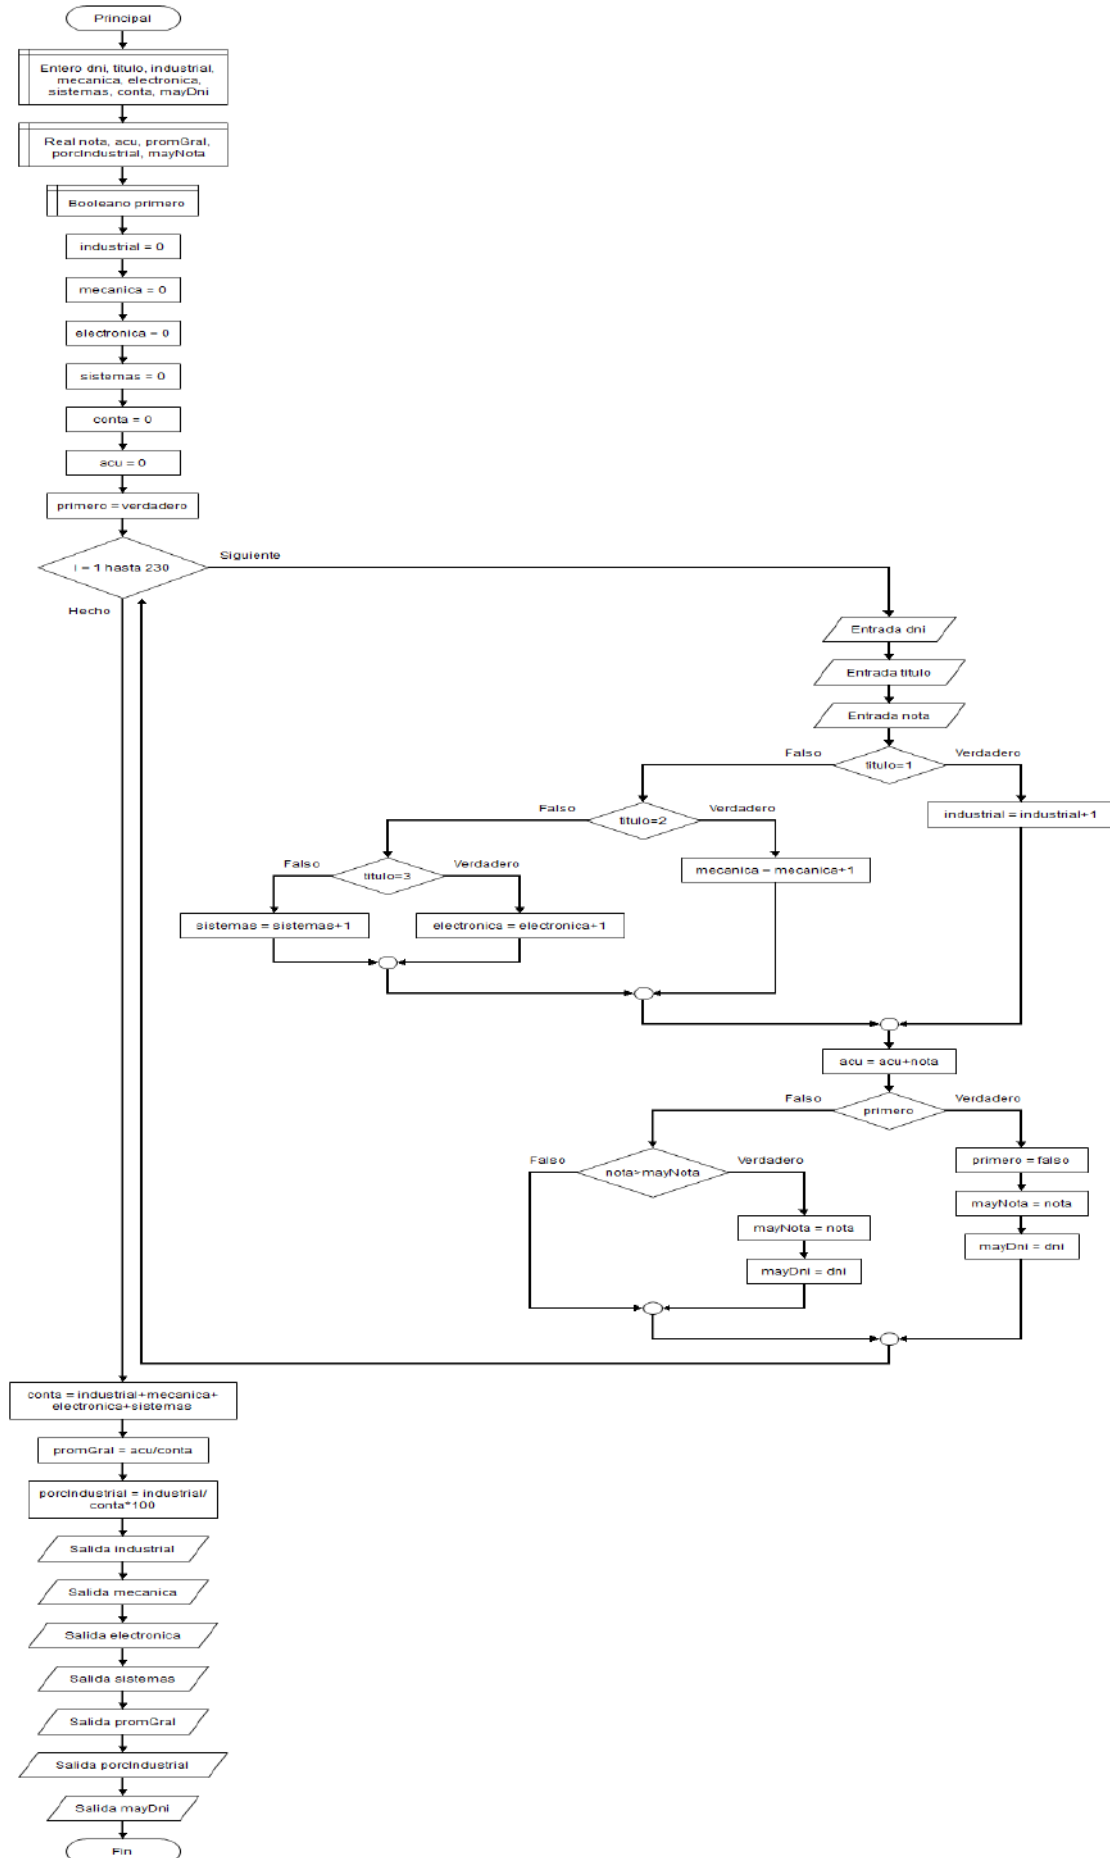 Principal
Entero dni, titulo, industrial,
mecanica, electronica,
sistemas, conta, mayDni
Real nota, acu, promGral,
porcIndustrial, mayNota
Booleano primero
industrial = 0
mecanica = 0
electronica = 0
sistemas = 0
conta = 0
acu = 0
primero = verdadero
i = 1 hasta 230
Siguiente
Hecho
Entrada dni
Entrada titulo
Entrada nota
Falso
titulo=1
Verdadero
industrial = industrial+1
Falso
titulo=2
Verdadero
mecanica = mecanica+1
Falso
titulo=3
Verdadero
sistemas = sistemas+1
electronica = electronica+1
acu = acu+nota
Falso
primero
Verdadero
Falso
nota>mayNota
Verdadero
primero = falso
mayNota = nota
mayDni = dni
mayNota = nota
mayDni = dni
conta = industrial+mecanica+
electronica+sistemas
promGral = acu/conta
porcIndustrial = industrial/
conta*100
Salida industrial
Salida mecanica
Salida electronica
Salida sistemas
Salida promGral
Salida porcIndustrial
Salida mayDni
Fin